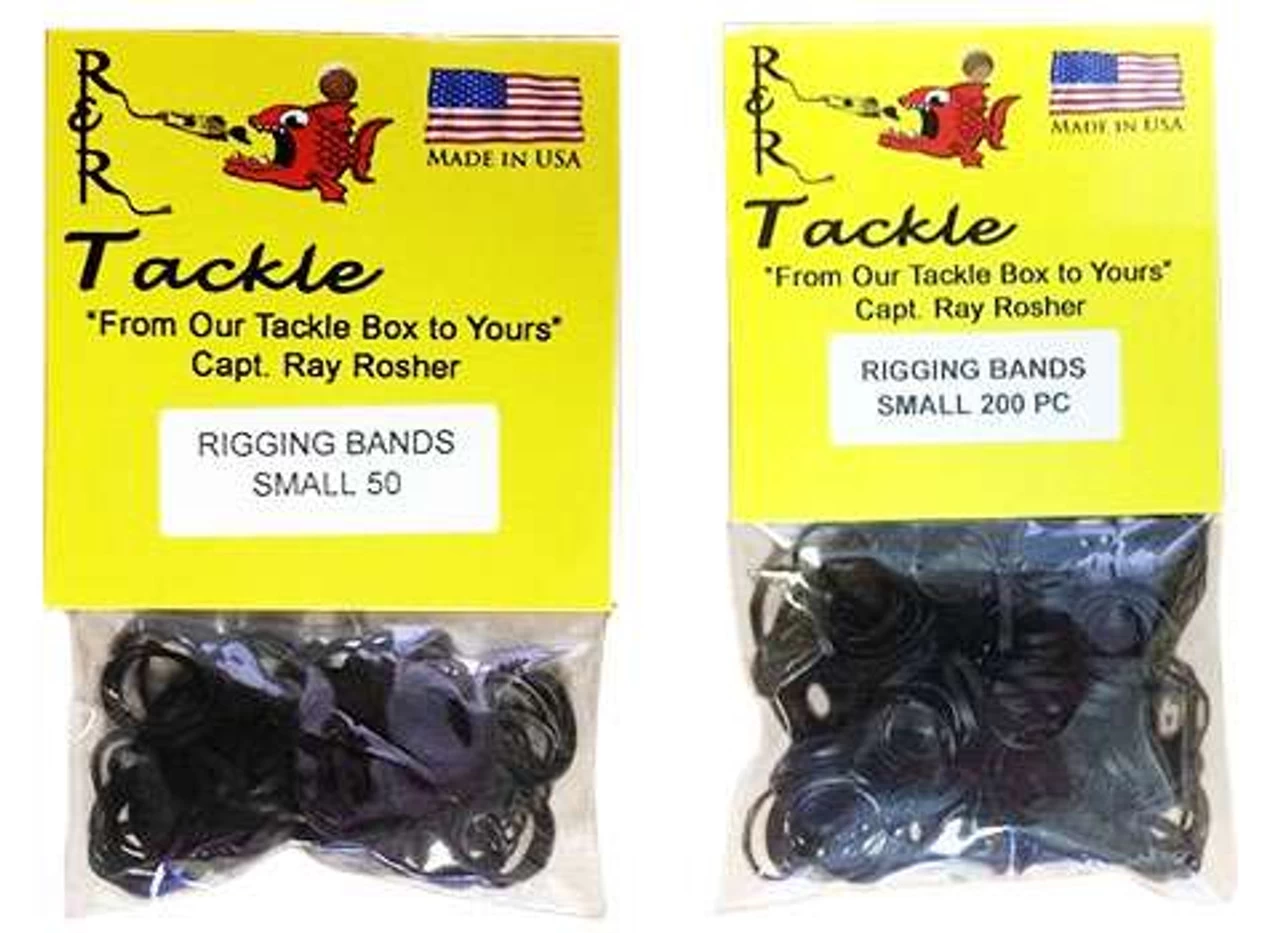 R&R
Tackle
MADE IN USA
"From Our Tackle Box to Yours"
Capt. Ray Rosher
RIGGING BANDS
SMALL 50
R&R
Tackle
MADE IN USA
"From Our Tackle Box to Yours"
Capt. Ray Rosher
RIGGING BANDS
SMALL 200 PC